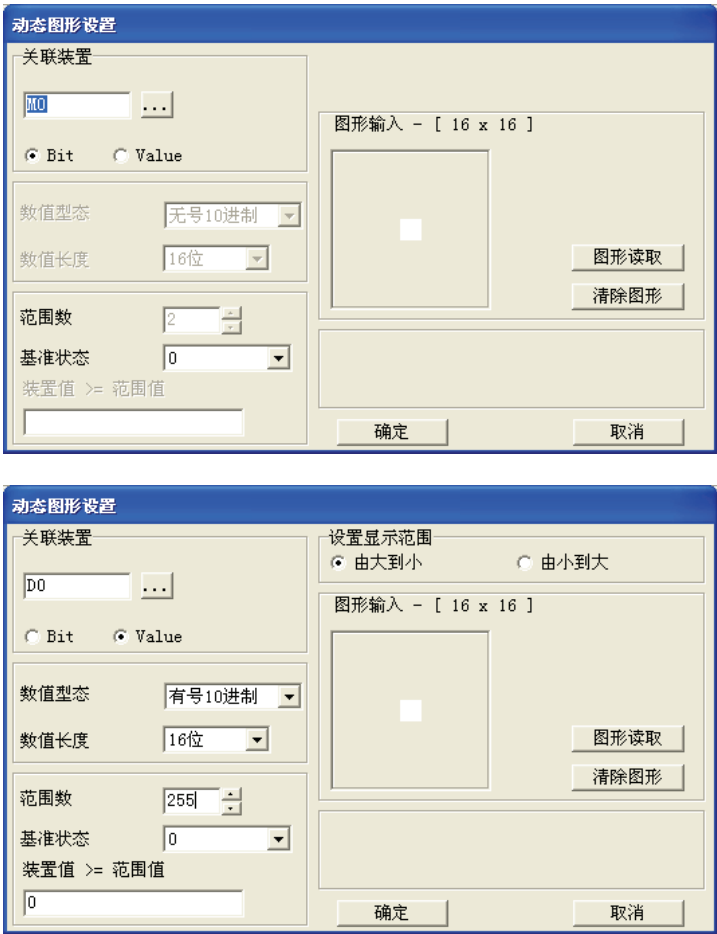 动态图形设置
关联装置
M0
...
Bit
Value
图形输入 - [ 16 x 16 ]
数值型态
无号10进制
数值长度
16位
图形读取
清除图形
范围数
2
基准状态
0
装置值 >= 范围值
确定
取消
动态图形设置
关联装置
设置显示范围
由大到小
由小到大
D0
...
Bit
Value
图形输入 - [ 16 x 16 ]
数值型态
有号10进制
数值长度
16位
图形读取
清除图形
范围数
255
基准状态
0
装置值 >= 范围值
0
确定
取消